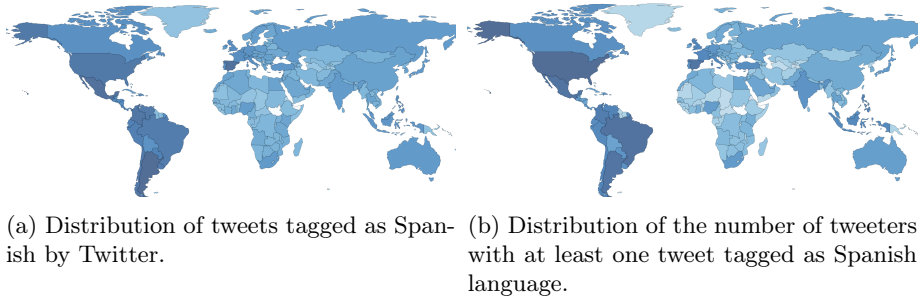 (a) Distribution of tweets tagged as Span-
ish by Twitter.
(b) Distribution of the number of tweeters
with at least one tweet tagged as Spanish
language.